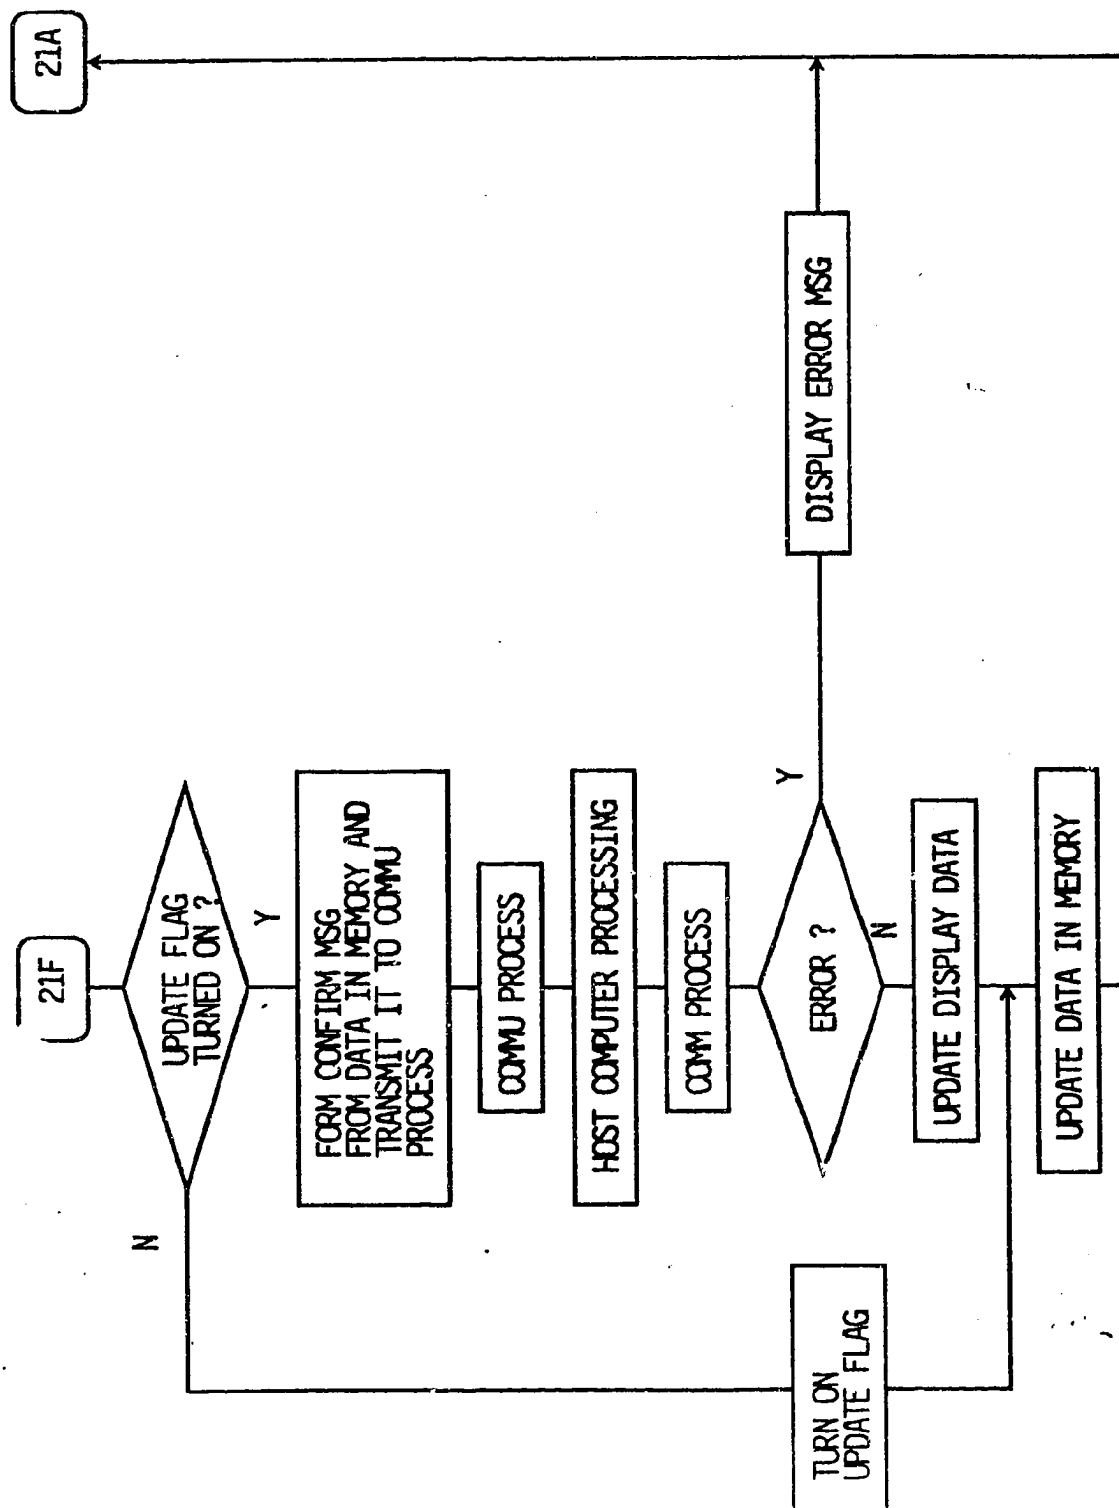 21F
21A
UPDATE FLAG
TURNED ON ?
N
Y
FORM CONFIRM MSG
FROM DATA IN MEMORY AND
TRANSMIT IT TO COMMU
PROCESS
COMMU PROCESS
HOST COMPUTER PROCESSING
COMM PROCESS
ERROR ?
Y
DISPLAY ERROR MSG
N
TURN ON
UPDATE FLAG
UPDATE DISPLAY DATA
UPDATE DATA IN MEMORY